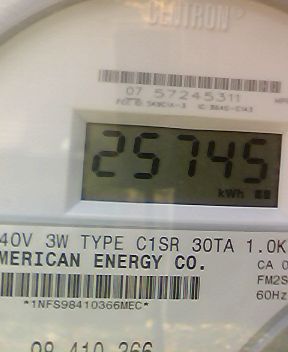 CENTRON
07 57245311
25745
kWh
40V 3W TYPE C1SR 30TA 1.0K
MERICAN ENERGY CO.
CA 0
FM2S
60Hz
*1NFS98410366MEC*
98 410 366